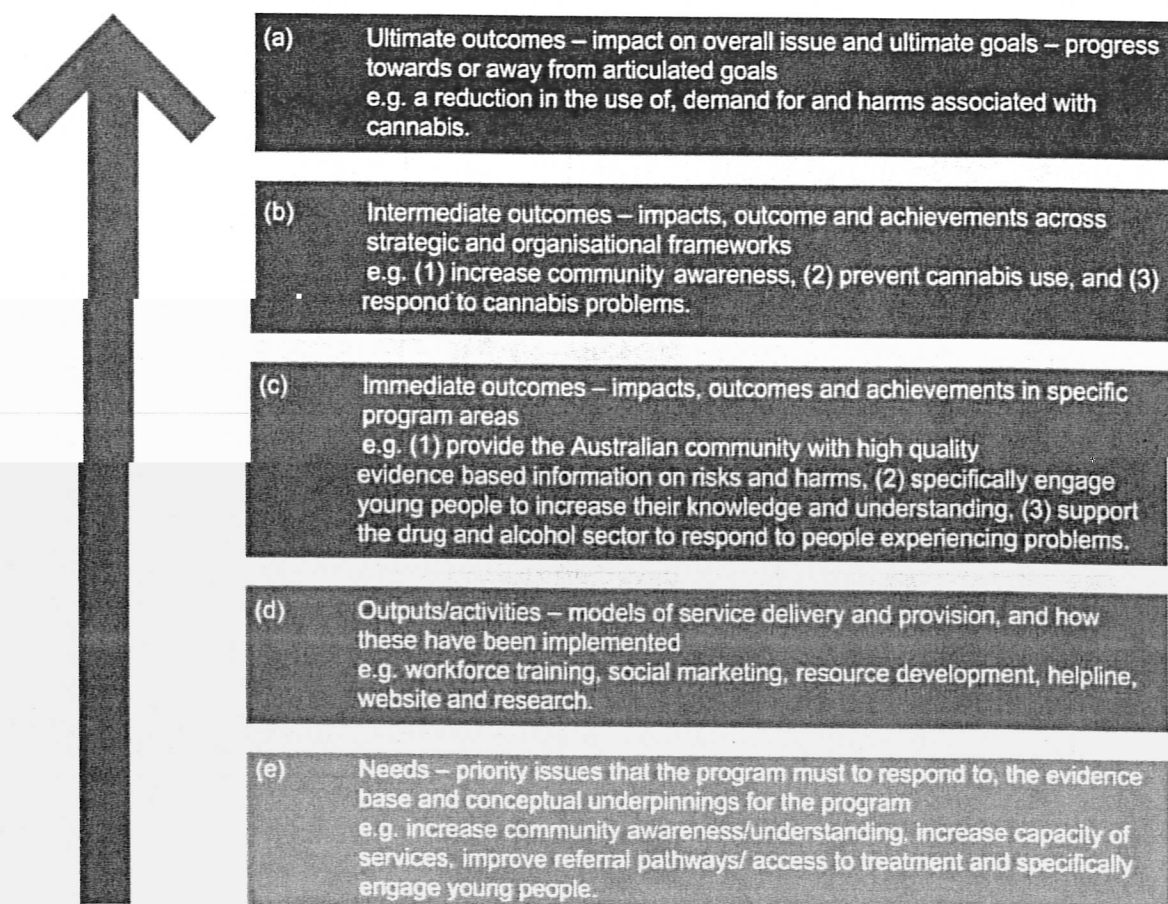 (a) Ultimate outcomes – impact on overall issue and ultimate goals – progress
towards or away from articulated goals
e.g. a reduction in the use of, demand for and harms associated with
cannabis.
(b) Intermediate outcomes – impacts, outcome and achievements across
strategic and organisational frameworks
e.g. (1) increase community awareness, (2) prevent cannabis use, and (3)
respond to cannabis problems.
(c) Immediate outcomes – impacts, outcomes and achievements in specific
program areas
e.g. (1) provide the Australian community with high quality
evidence based information on risks and harms, (2) specifically engage
young people to increase their knowledge and understanding, (3) support
the drug and alcohol sector to respond to people experiencing problems.
(d) Outputs/activities – models of service delivery and provision, and how
these have been implemented
e.g. workforce training, social marketing, resource development, helpline,
website and research.
(e) Needs – priority issues that the program must to respond to, the evidence
base and conceptual underpinnings for the program
e.g. increase community awareness/understanding, increase capacity of
services, improve referral pathways/ access to treatment and specifically
engage young people.